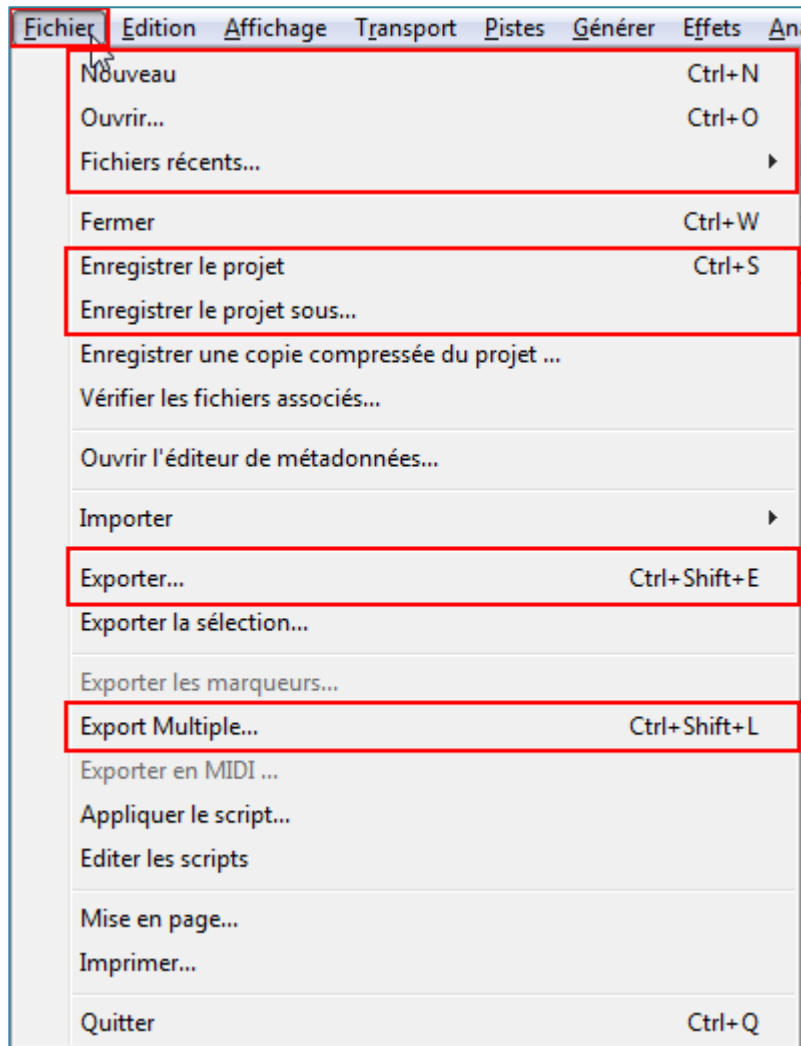 Fichier Edition Affichage Transport Pistes Générer Effets Ana
Nouveau Ctrl+N
Ouvrir... Ctrl+O
Fichiers récents...
Fermer Ctrl+W
Enregistrer le projet Ctrl+S
Enregistrer le projet sous...
Enregistrer une copie compressée du projet ...
Vérifier les fichiers associés...
Ouvrir l'éditeur de métadonnées...
Importer
Exporter... Ctrl+Shift+E
Exporter la sélection...
Exporter les marqueurs...
Export Multiple... Ctrl+Shift+L
Exporter en MIDI ...
Appliquer le script...
Editer les scripts
Mise en page...
Imprimer...
Quitter Ctrl+Q